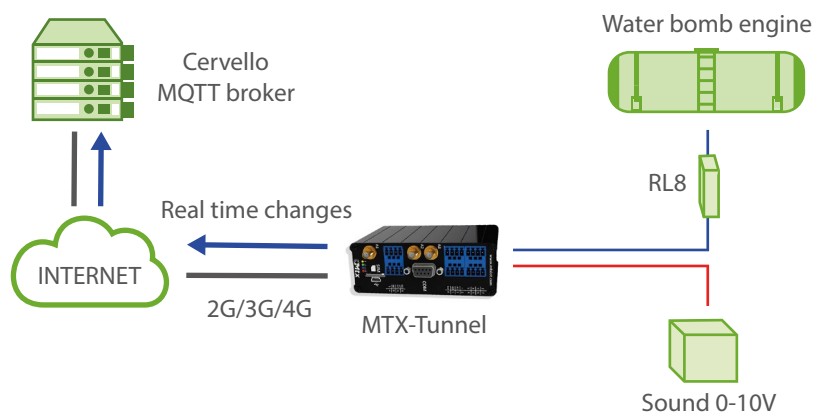 Water bomb engine
Cervello
MQTT broker
RL8
Real time changes
INTERNET
2G/3G/4G
MTX-Tunnel
Sound 0-10V